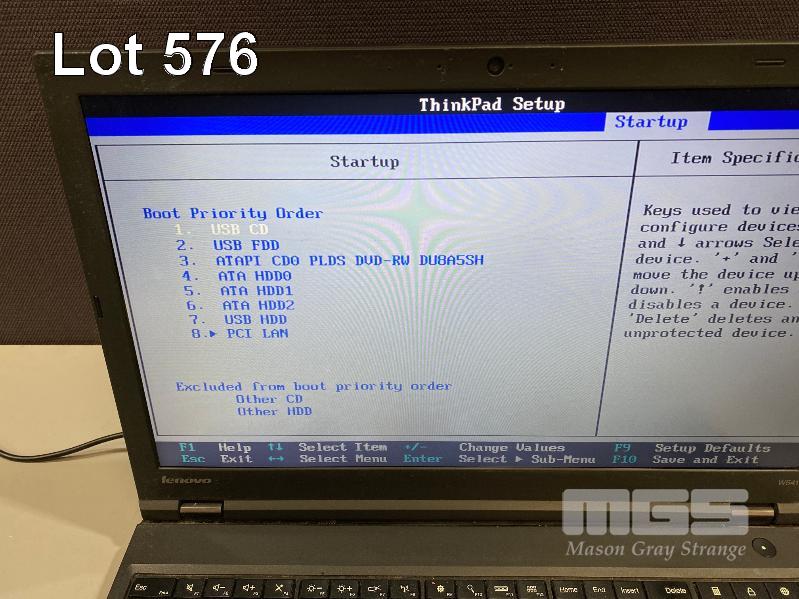 Lot 576
ThinkPad Setup
Startup
Startup
Item Specific
Boot Priority Order
1. USB CD
2. USB FDD
3. ATAPI CD0 PLDS DVD-RW DU8A5SH
4. ATA HDD0
5. ATA HDD1
6. ATA HDD2
7. USB HDD
8. PCI LAN
Excluded from boot priority order
Other CD
Other HDD
Keys used to vie
configure devices
and ↓ arrows Sele
device. '+' and '
move the device up
down. '!' enables
disables a device.
'Delete' deletes an
unprotected device.
F1 Help ↑↓ Select Item +/- Change Values F9 Setup Defaults
Esc Exit ↔ Select Menu Enter Select ▶ Sub-Menu F10 Save and Exit
lenovo
W541
MGS
Mason Gray Strange
Esc
Home End Insert Delete